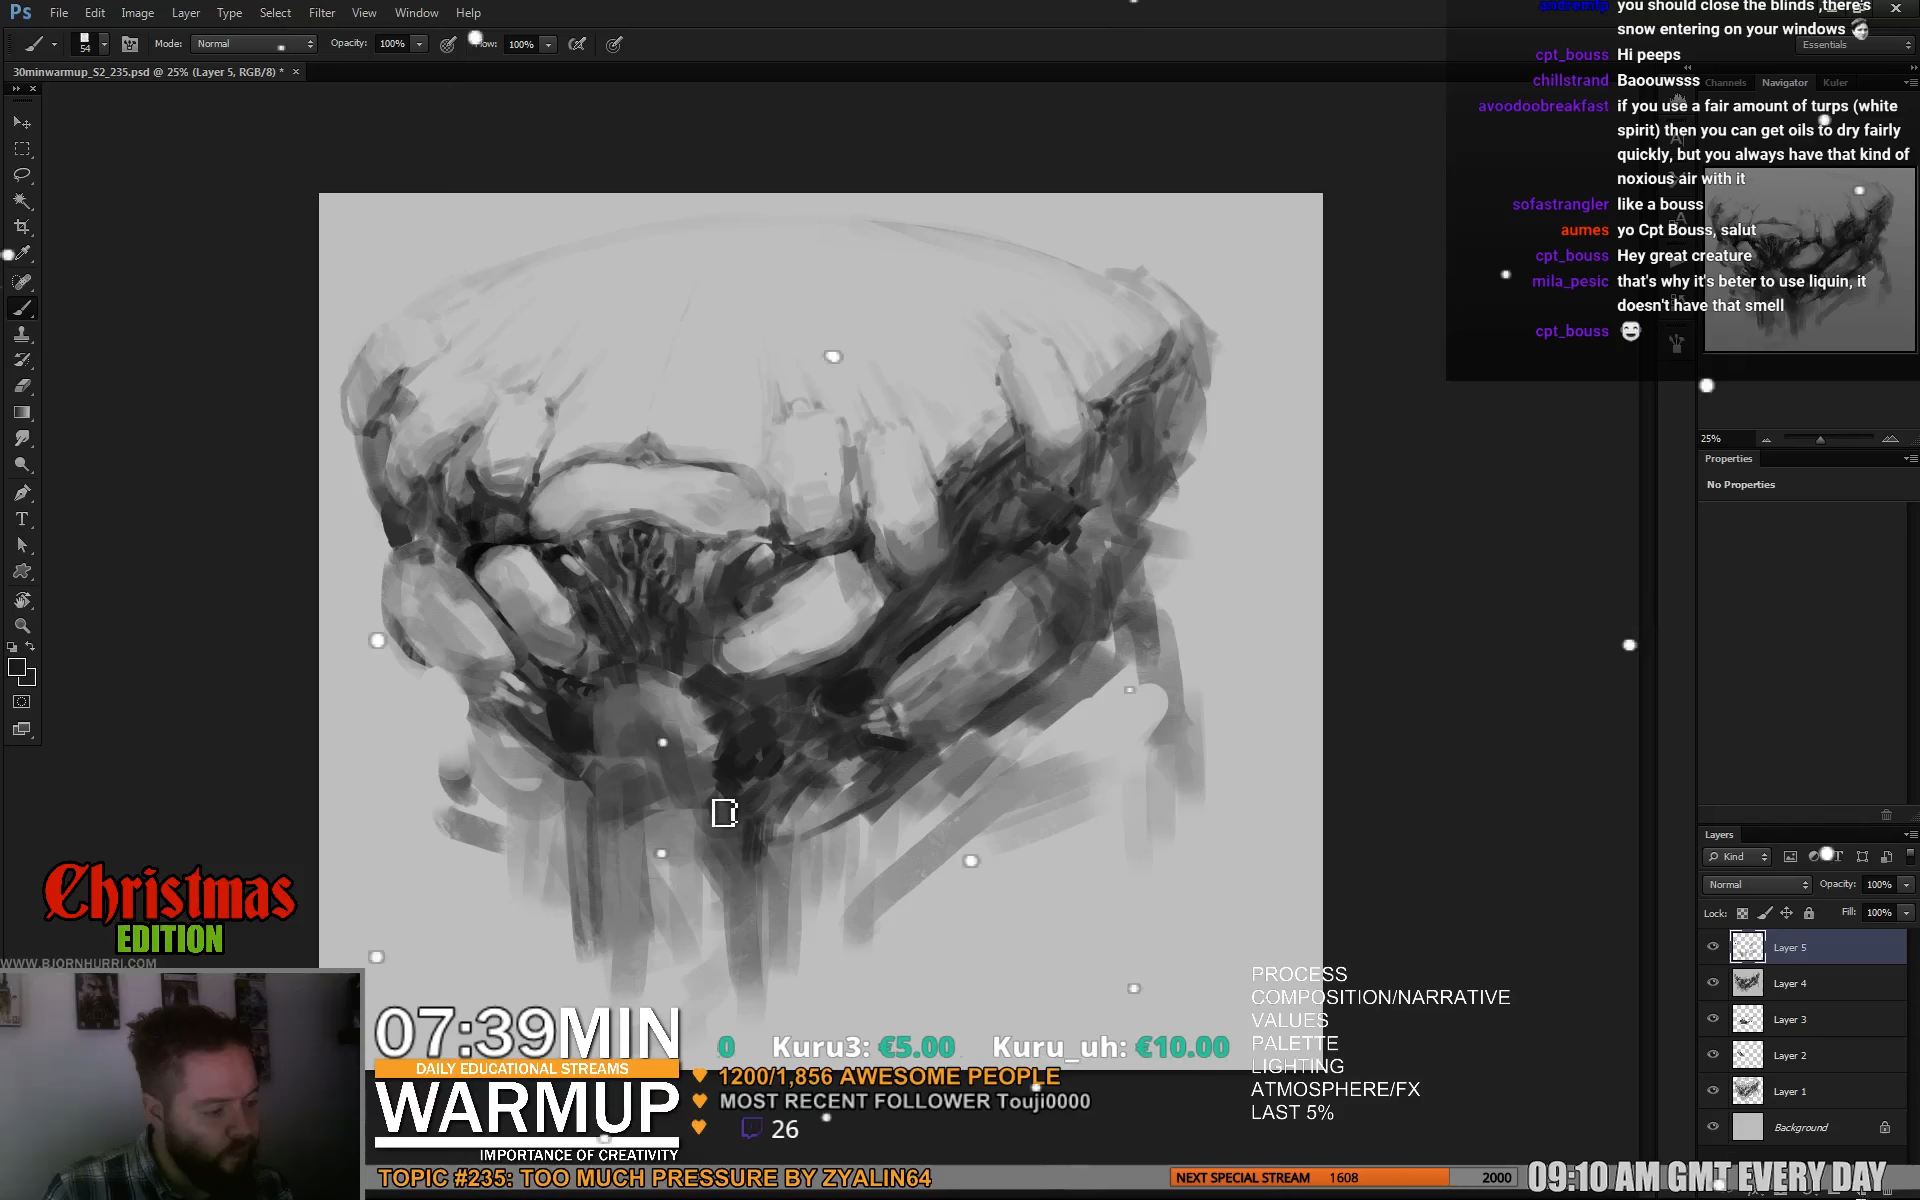 Ps File Edit Image Layer Type Select Filter View Window Help
54 Mode: Normal Opacity: 100% Flow: 100%
Essentials
30minwarmup_S2_235.psd @ 25% (Layer 5, RGB/8) * ×
andremfp you should close the blinds ,there's
snow entering on your windows
cpt_bouss Hi peeps
chillstrand Baoouwsss
avoodoobreakfast if you use a fair amount of turps (white
spirit) then you can get oils to dry fairly
quickly, but you always have that kind of
noxious air with it
sofastrangler like a bouss
aumes yo Cpt Bouss, salut
cpt_bouss Hey great creature
mila_pesic that's why it's beter to use liquin, it
doesn't have that smell
cpt_bouss
Channels Navigator Kuler
25%
Properties
No Properties
Layers
Kind
Normal Opacity: 100%
Lock: Fill: 100%
Layer 5
Layer 4
Layer 3
Layer 2
Layer 1
Background
Christmas
EDITION
WWW.BJORNHURRI.COM
07:39MIN
DAILY EDUCATIONAL STREAMS
WARMUP
IMPORTANCE OF CREATIVITY
0 Kuru3: €5.00 Kuru_uh: €10.00
1200/1,856 AWESOME PEOPLE
MOST RECENT FOLLOWER Touji0000
26
PROCESS
COMPOSITION/NARRATIVE
VALUES
PALETTE
LIGHTING
ATMOSPHERE/FX
LAST 5%
TOPIC #235: TOO MUCH PRESSURE BY ZYALIN64
NEXT SPECIAL STREAM 1608 2000
09:10 AM GMT EVERY DAY